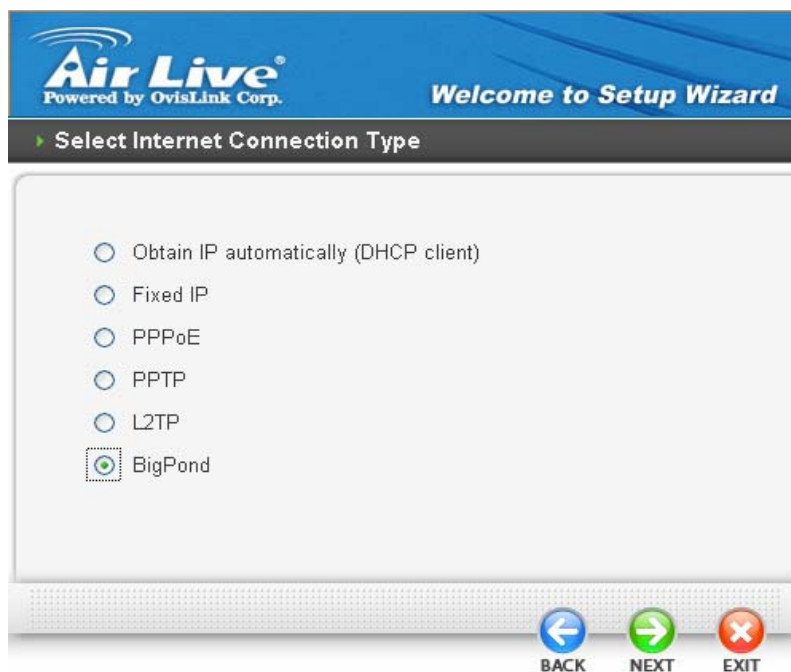 Air Live®
Powered by OvisLink Corp.
Welcome to Setup Wizard
Select Internet Connection Type
Obtain IP automatically (DHCP client)
Fixed IP
PPPoE
PPTP
L2TP
BigPond
BACK NEXT EXIT